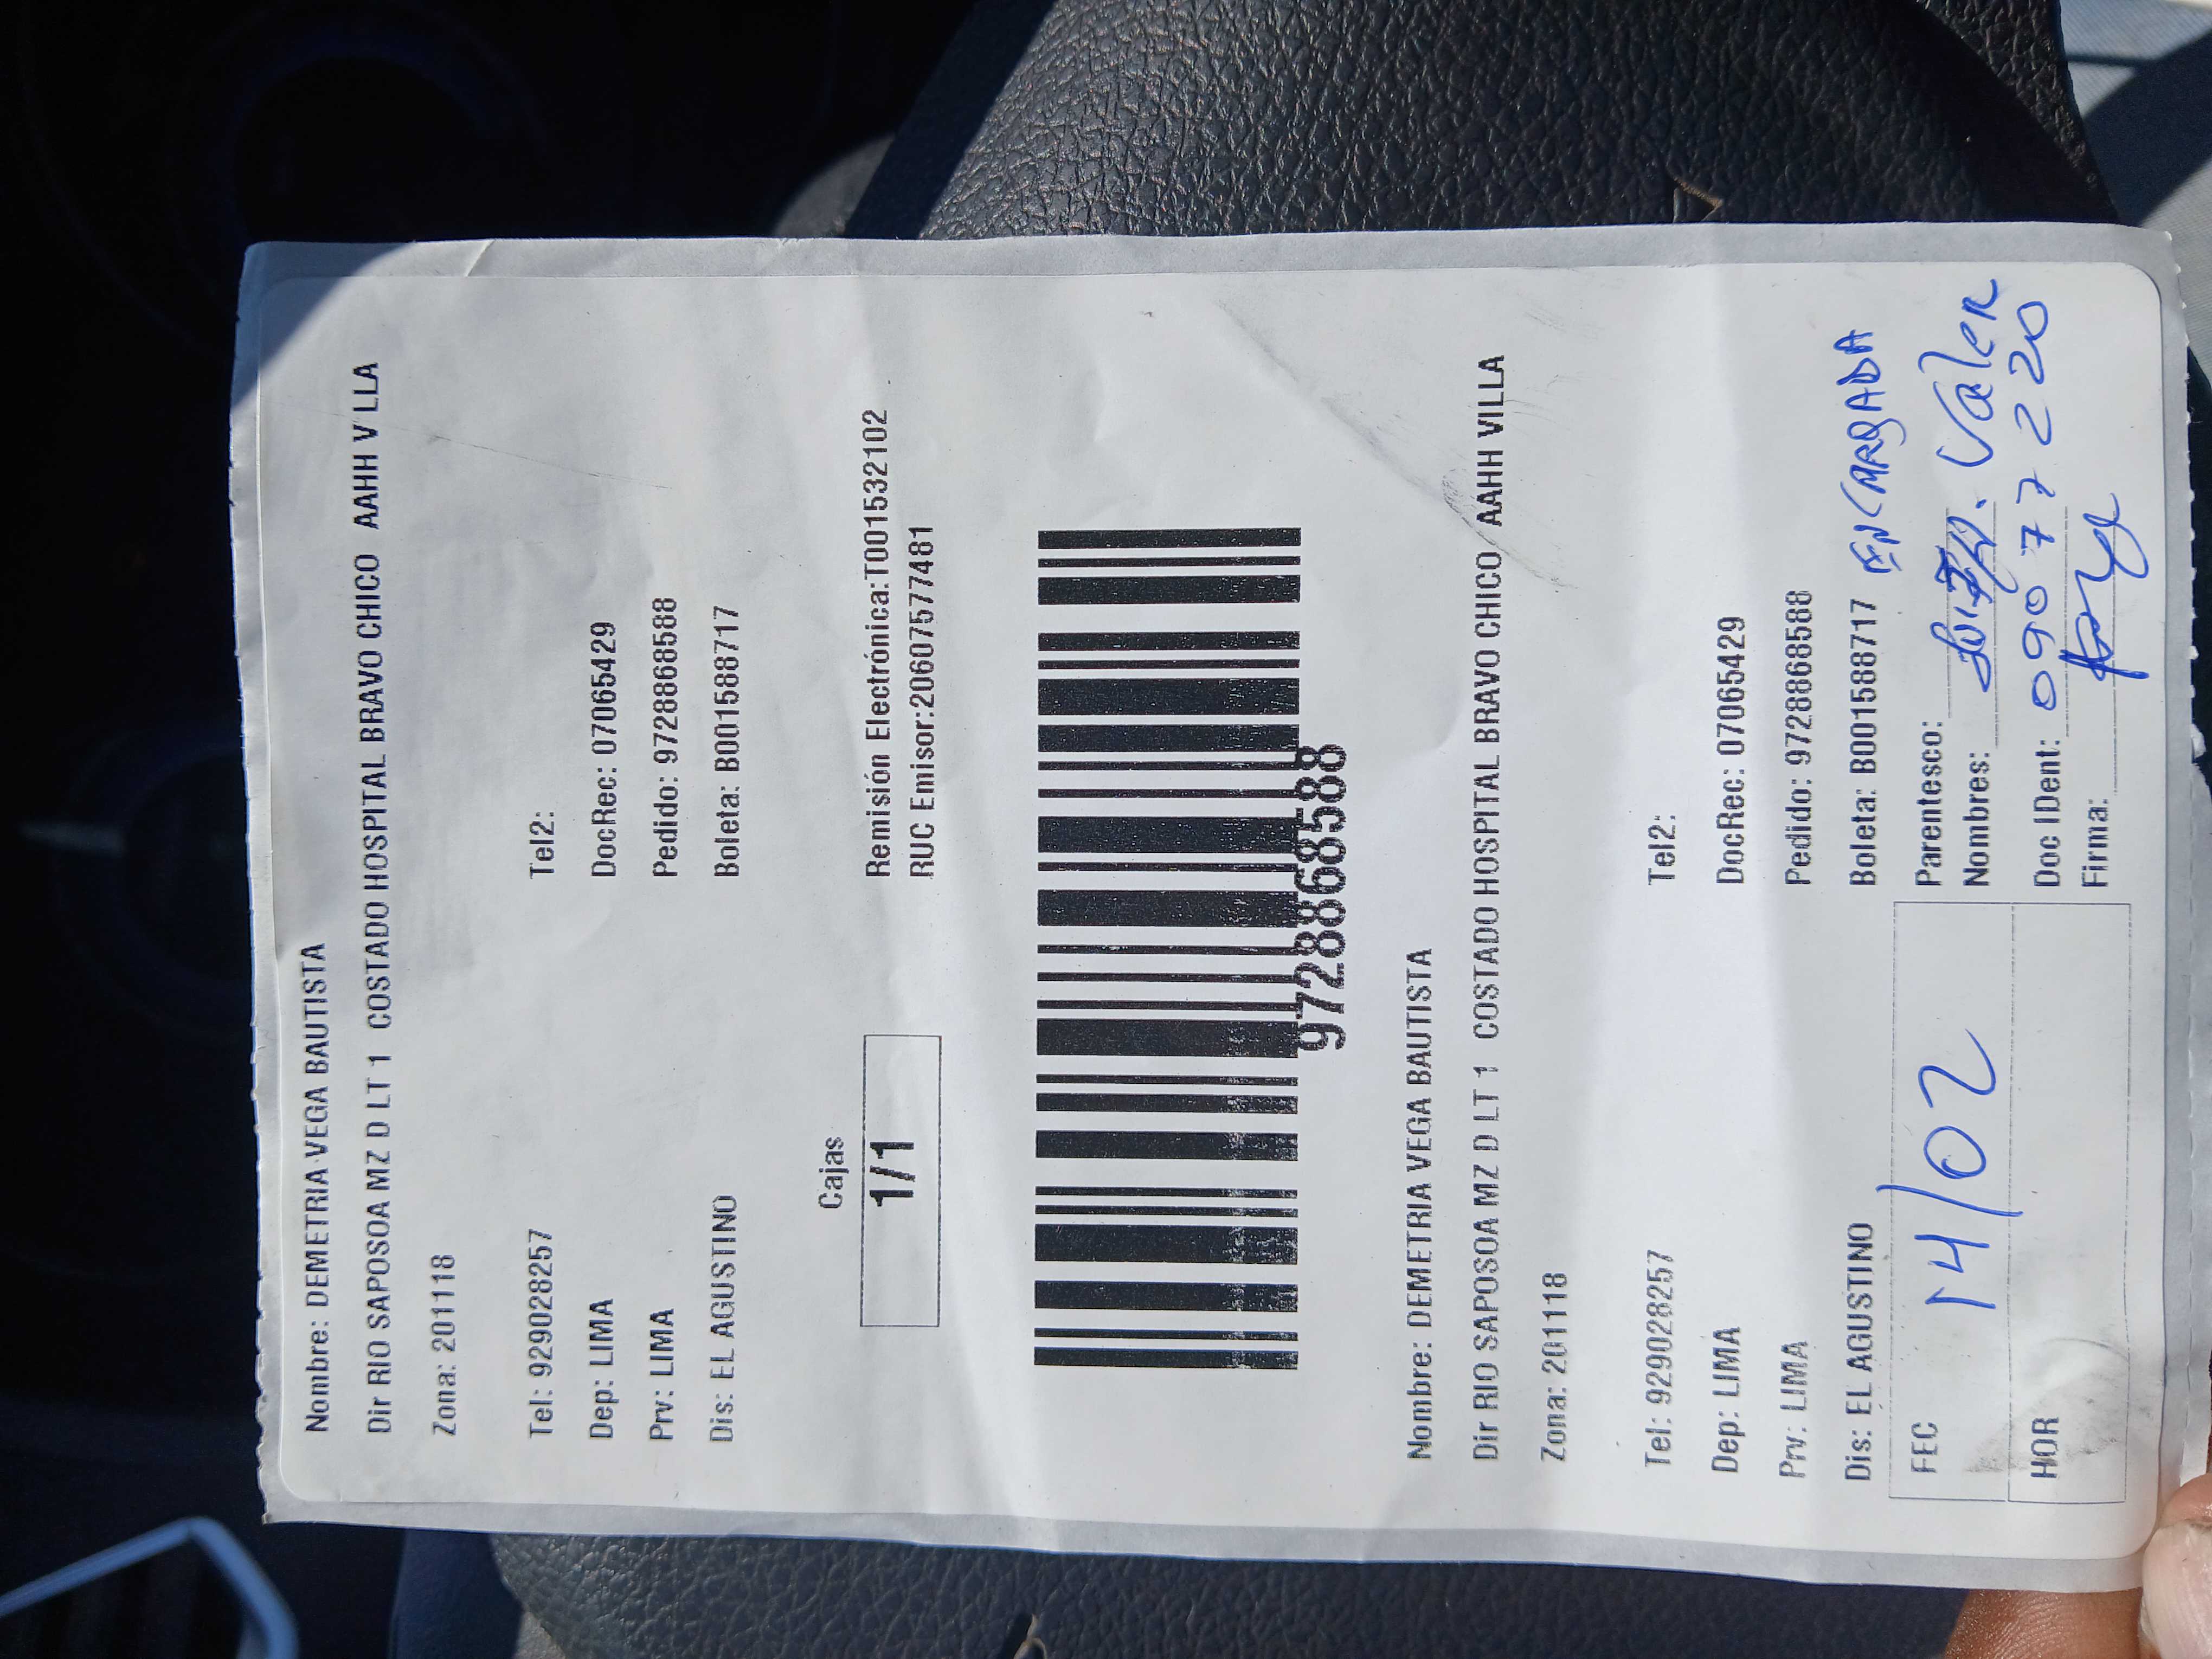 Nombre: DEMETRIA VEGA BAUTISTA
Dir RIO SAPOSOA MZ D LT 1 COSTADO HOSPITAL BRAVO CHICO AAHH V LLA
Zona: 201118
Tel: 929028257 Tel2:
Dep: LIMA DocRec: 07065429
Prv: LIMA Pedido: 97288868588
Dis: EL AGUSTINO Boleta: B001588717
Cajas
1/1
Remisión Electrónica:T001532102
RUC Emisor:20607577481
97288868588
Nombre: DEMETRIA VEGA BAUTISTA
Dir RIO SAPOSOA MZ D LT 1 COSTADO HOSPITAL BRAVO CHICO AAHH VILLA
Zona: 201118
Tel: 929028257 Tel2:
Dep: LIMA DocRec: 07065429
Prv: LIMA Pedido: 97288868588
Dis: EL AGUSTINO Boleta: B001588717
FEC 14/02
HOR
Parentesco: ENCARGADA
Nombres: Valer
Doc IDent: 09077220
Firma: